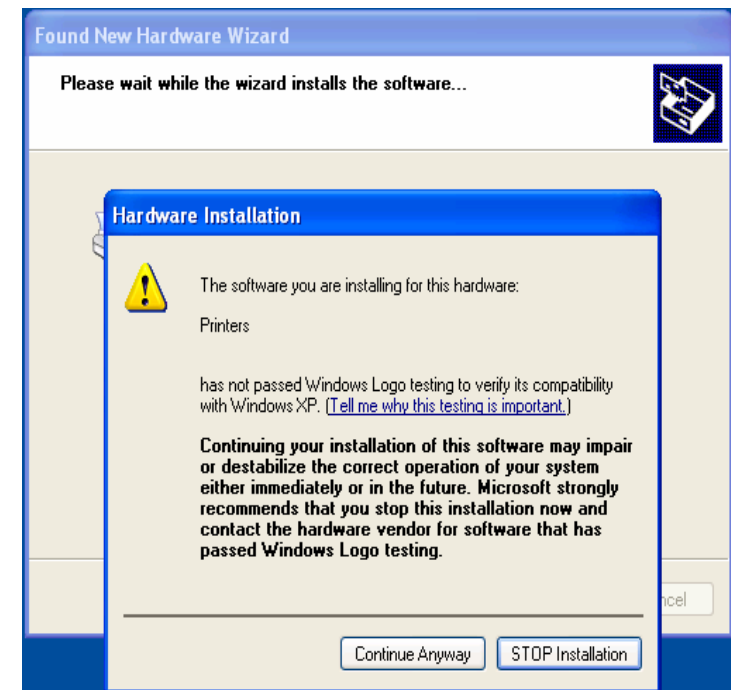 Found New Hardware Wizard
Please wait while the wizard installs the software...
Hardware Installation
The software you are installing for this hardware:
Printers
has not passed Windows Logo testing to verify its compatibility
with Windows XP. (Tell me why this testing is important.)
Continuing your installation of this software may impair
or destabilize the correct operation of your system
either immediately or in the future. Microsoft strongly
recommends that you stop this installation now and
contact the hardware vendor for software that has
passed Windows Logo testing.
Continue Anyway
STOP Installation